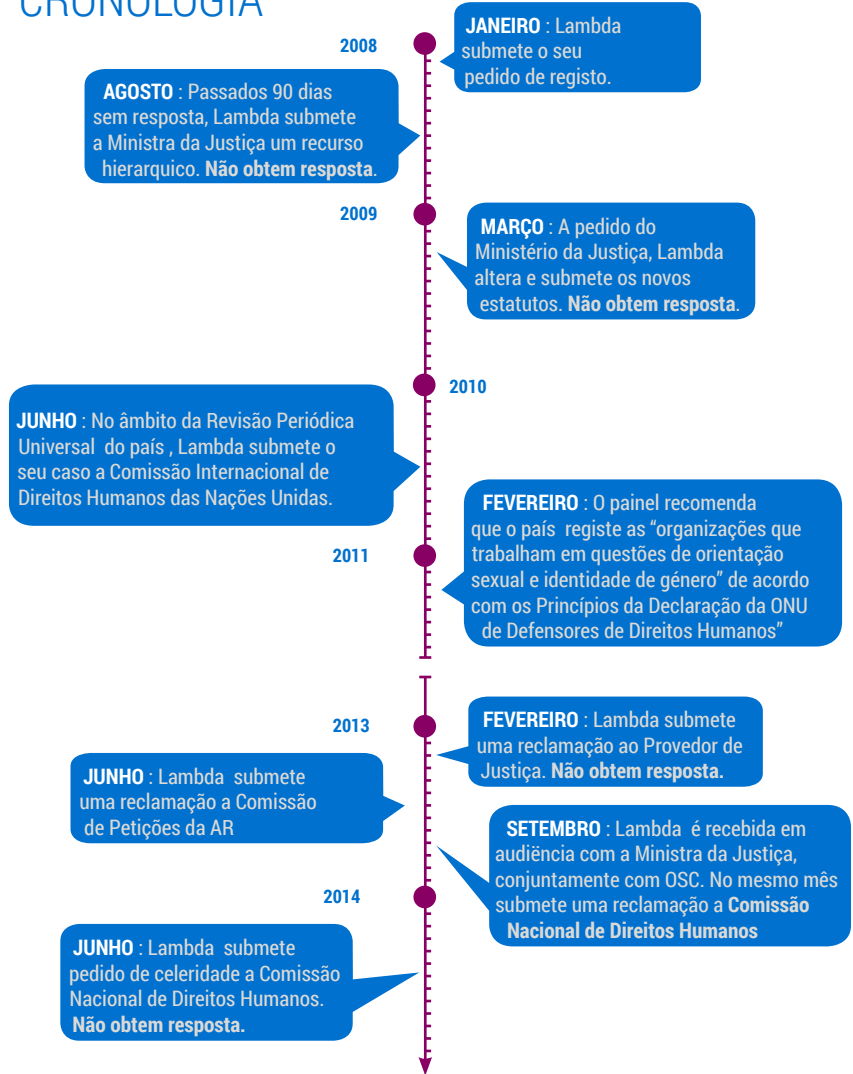 CRONOLOGIA
2008
JANEIRO : Lambda
submete o seu
pedido de registo.
AGOSTO : Passados 90 dias
sem resposta, Lambda submete
a Ministra da Justiça um recurso
hierarquico. Não obtem resposta.
2009
MARÇO : A pedido do
Ministério da Justiça, Lambda
altera e submete os novos
estatutos. Não obtem resposta.
2010
JUNHO : No âmbito da Revisão Periódica
Universal do país , Lambda submete o
seu caso a Comissão Internacional de
Direitos Humanos das Nações Unidas.
2011
FEVEREIRO : O painel recomenda
que o país registe as “organizações que
trabalham em questões de orientação
sexual e identidade de género” de acordo
com os Princípios da Declaração da ONU
de Defensores de Direitos Humanos”
2013
FEVEREIRO : Lambda submete
uma reclamação ao Provedor de
Justiça. Não obtem resposta.
JUNHO : Lambda submete
uma reclamação a Comissão
de Petições da AR
SETEMBRO : Lambda é recebida em
audiëncia com a Ministra da Justiça,
conjuntamente com OSC. No mesmo mês
submete uma reclamação a Comissão
Nacional de Direitos Humanos
2014
JUNHO : Lambda submete
pedido de celeridade a Comissão
Nacional de Direitos Humanos.
Não obtem resposta.